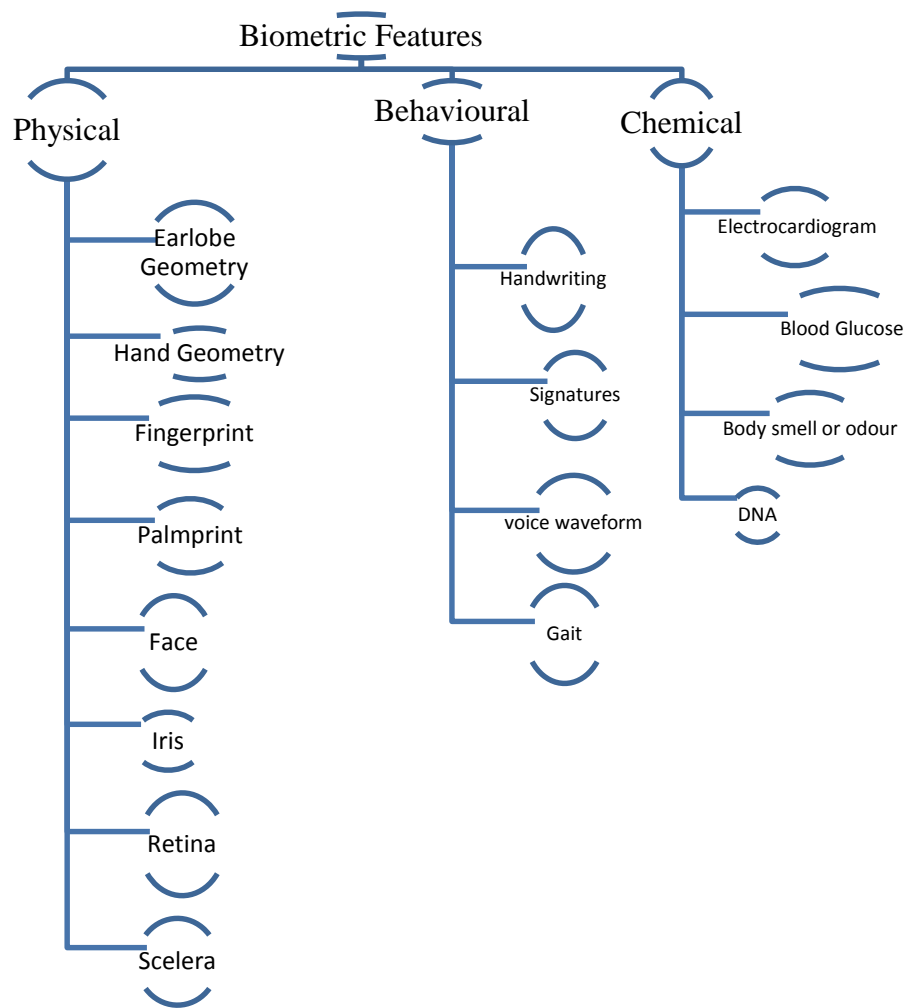 Biometric Features
Physical
Earlobe
Geometry
Hand Geometry
Fingerprint
Palmprint
Face
Iris
Retina
Scelera
Behavioural
Handwriting
Signatures
voice waveform
Gait
Chemical
Electrocardiogram
Blood Glucose
Body smell or odour
DNA